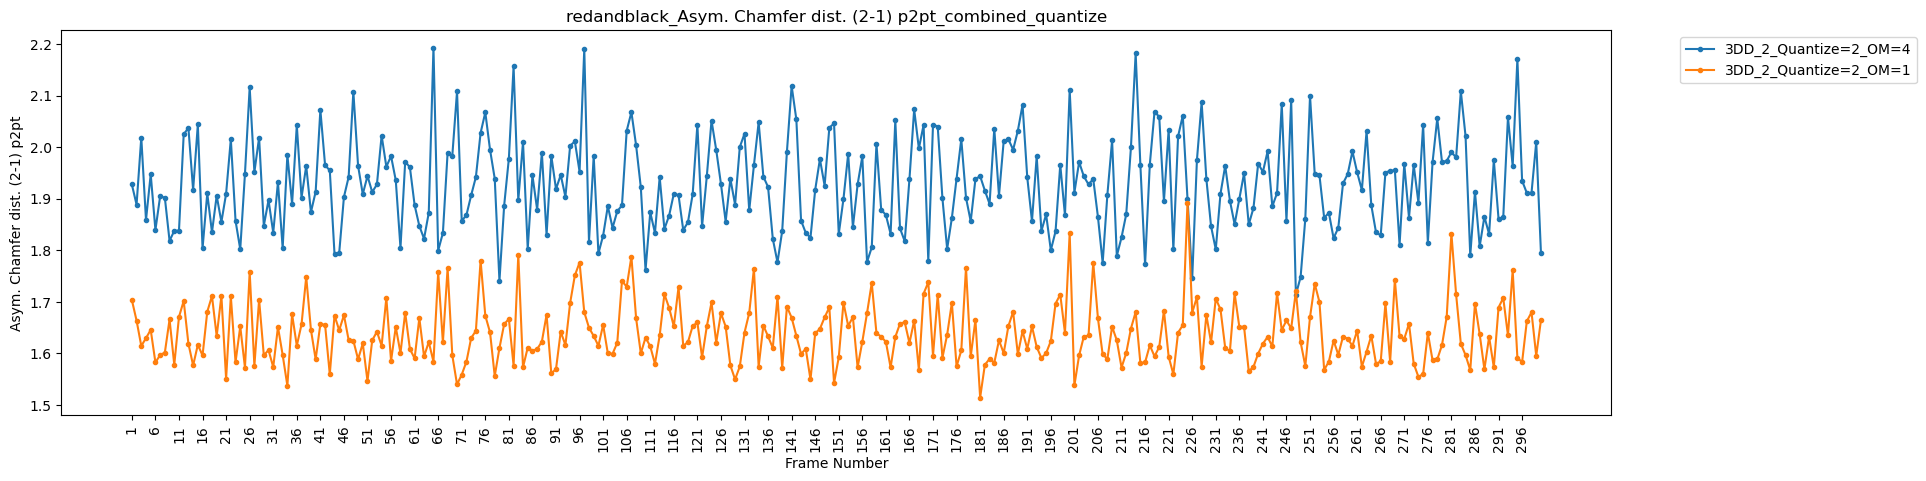 redandblack_Asym. Chamfer dist. (2-1) p2pt_combined_quantize
3DD_2_Quantize=2_OM=4
3DD_2_Quantize=2_OM=1
Asym. Chamfer dist. (2-1) p2pt
2.2
2.1
2.0
1.9
1.8
1.7
1.6
1.5
1 6 11 16 21 26 31 36 41 46 51 56 61 66 71 76 81 86 91 96 101 106 111 116 121 126 131 136 141 146 151 156 161 166 171 176 181 186 191 196 201 206 211 216 221 226 231 236 241 246 251 256 261 266 271 276 281 286 291 296
Frame Number